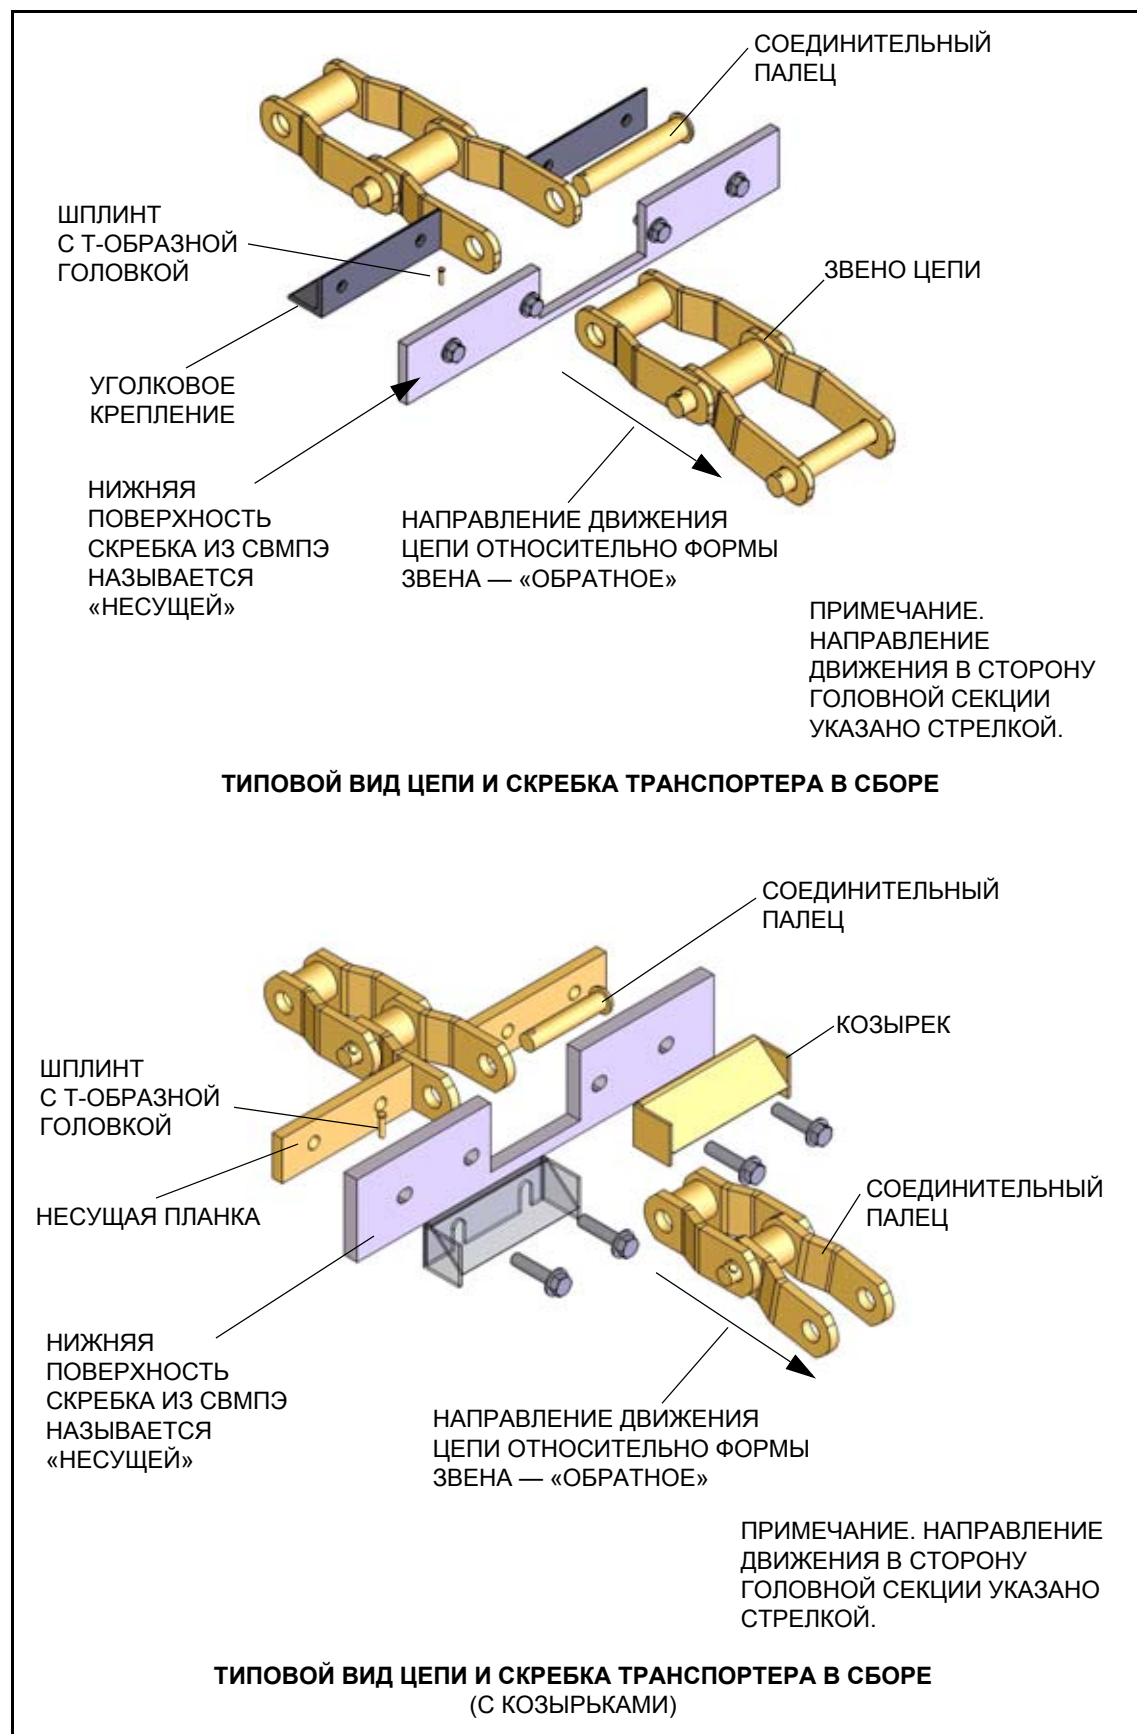 СОЕДИНИТЕЛЬНЫЙ
ПАЛЕЦ
ШПЛИНТ
С Т-ОБРАЗНОЙ
ГОЛОВКОЙ
ЗВЕНО ЦЕПИ
УГОЛКОВОЕ
КРЕПЛЕНИЕ
НИЖНЯЯ
ПОВЕРХНОСТЬ
СКРЕБКА ИЗ СВМПЭ
НАЗЫВАЕТСЯ
«НЕСУЩЕЙ»
НАПРАВЛЕНИЕ ДВИЖЕНИЯ
ЦЕПИ ОТНОСИТЕЛЬНО ФОРМЫ
ЗВЕНА — «ОБРАТНОЕ»
ПРИМЕЧАНИЕ.
НАПРАВЛЕНИЕ
ДВИЖЕНИЯ В СТОРОНУ
ГОЛОВНОЙ СЕКЦИИ
УКАЗАНО СТРЕЛКОЙ.
ТИПОВОЙ ВИД ЦЕПИ И СКРЕБКА ТРАНСПОРТЕРА В СБОРЕ
СОЕДИНИТЕЛЬНЫЙ
ПАЛЕЦ
КОЗЫРЕК
ШПЛИНТ
С Т-ОБРАЗНОЙ
ГОЛОВКОЙ
НЕСУЩАЯ ПЛАНКА
СОЕДИНИТЕЛЬНЫЙ
ПАЛЕЦ
НИЖНЯЯ
ПОВЕРХНОСТЬ
СКРЕБКА ИЗ СВМПЭ
НАЗЫВАЕТСЯ
«НЕСУЩЕЙ»
НАПРАВЛЕНИЕ ДВИЖЕНИЯ
ЦЕПИ ОТНОСИТЕЛЬНО ФОРМЫ
ЗВЕНА — «ОБРАТНОЕ»
ПРИМЕЧАНИЕ. НАПРАВЛЕНИЕ
ДВИЖЕНИЯ В СТОРОНУ
ГОЛОВНОЙ СЕКЦИИ УКАЗАНО
СТРЕЛКОЙ.
ТИПОВОЙ ВИД ЦЕПИ И СКРЕБКА ТРАНСПОРТЕРА В СБОРЕ
(С КОЗЫРЬКАМИ)